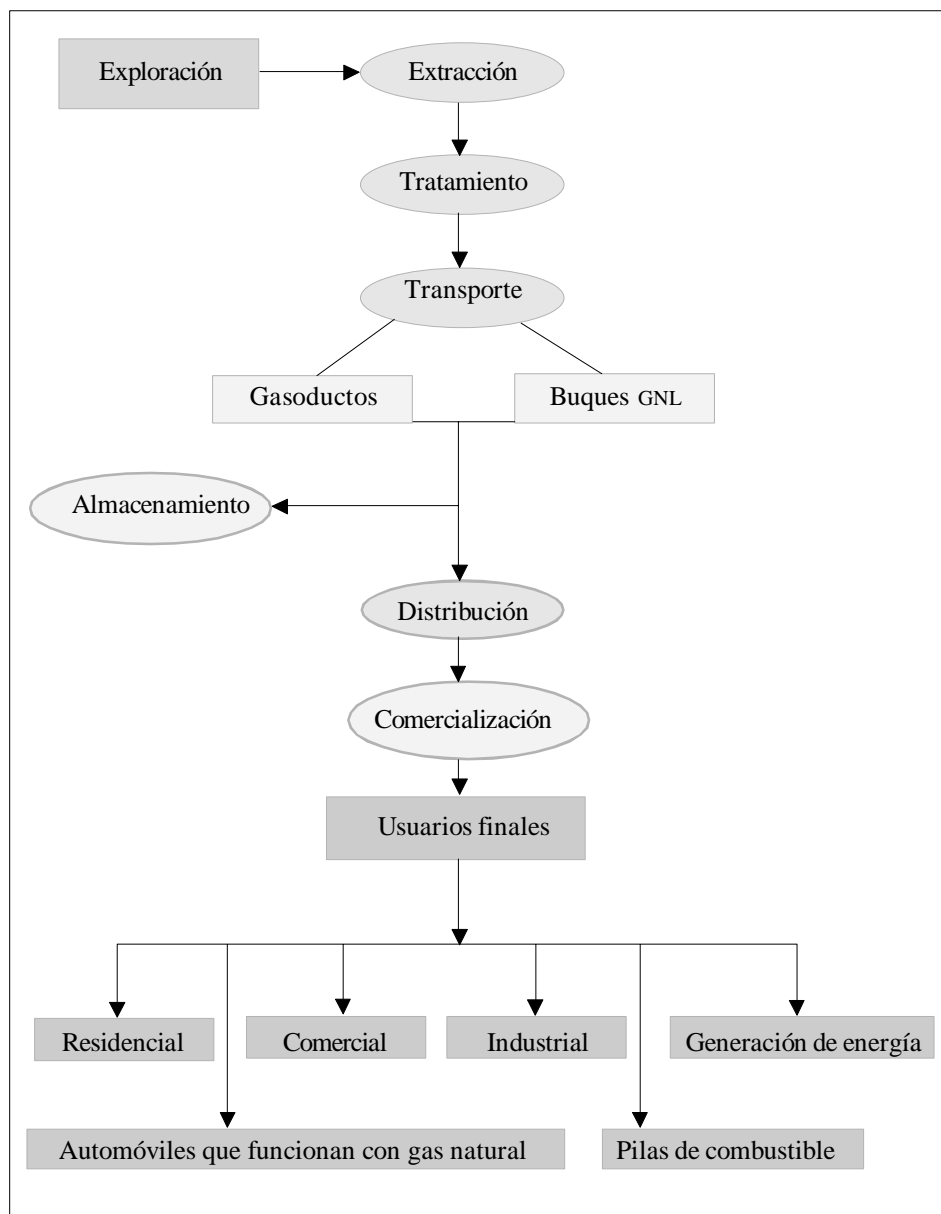 Exploración
Extracción
Tratamiento
Transporte
Gasoductos
Buques GNL
Almacenamiento
Distribución
Comercialización
Usuarios finales
Residencial
Comercial
Industrial
Generación de energía
Automóviles que funcionan con gas natural
Pilas de combustible